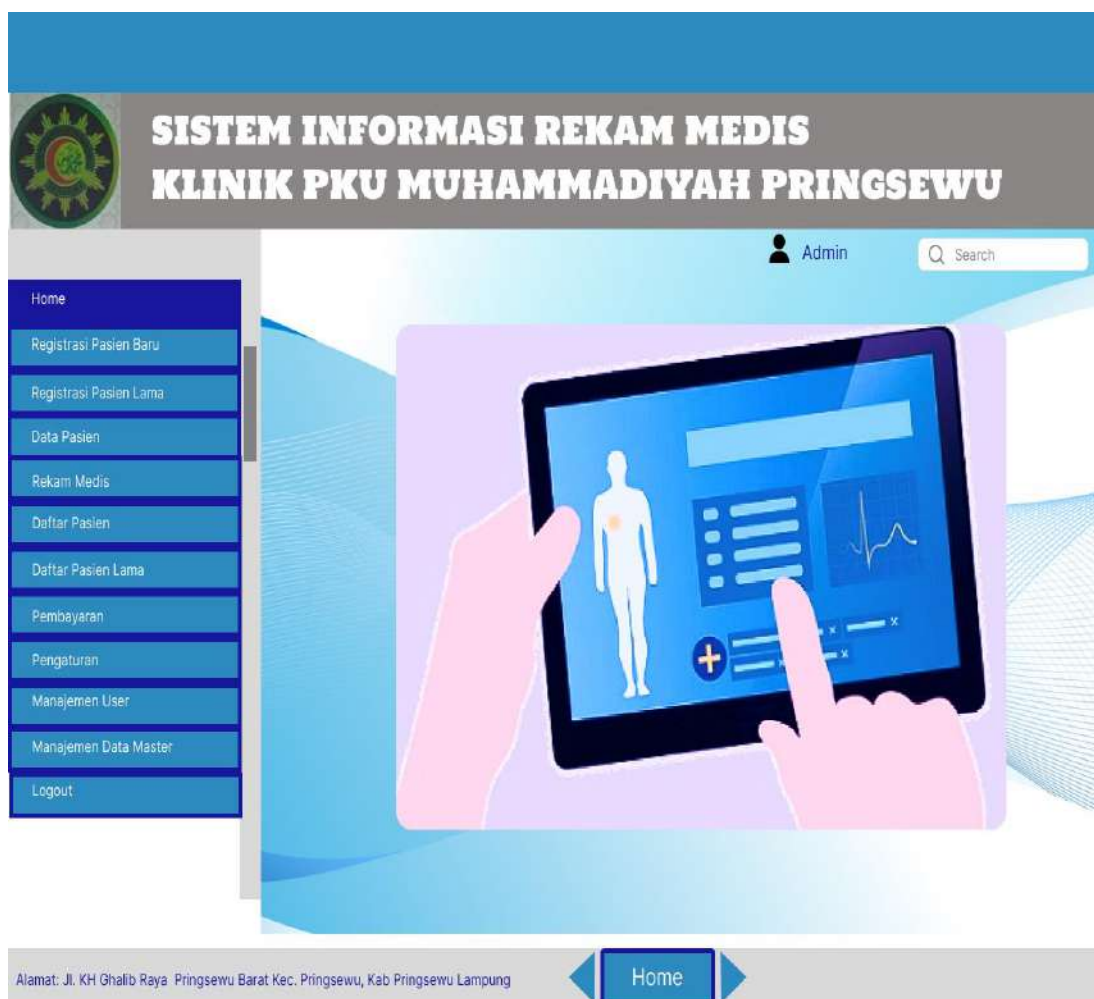 SISTEM INFORMASI REKAM MEDIS
KLINIK PKU MUHAMMADIYAH PRINGSEWU
Admin
Search
Home
Registrasi Pasien Baru
Registrasi Pasien Lama
Data Pasien
Rekam Medis
Daftar Pasien
Daftar Pasien Lama
Pembayaran
Pengaturan
Manajemen User
Manajemen Data Master
Logout
Alamat: Jl. KH Ghalib Raya Pringsewu Barat Kec. Pringsewu, Kab Pringsewu Lampung
Home